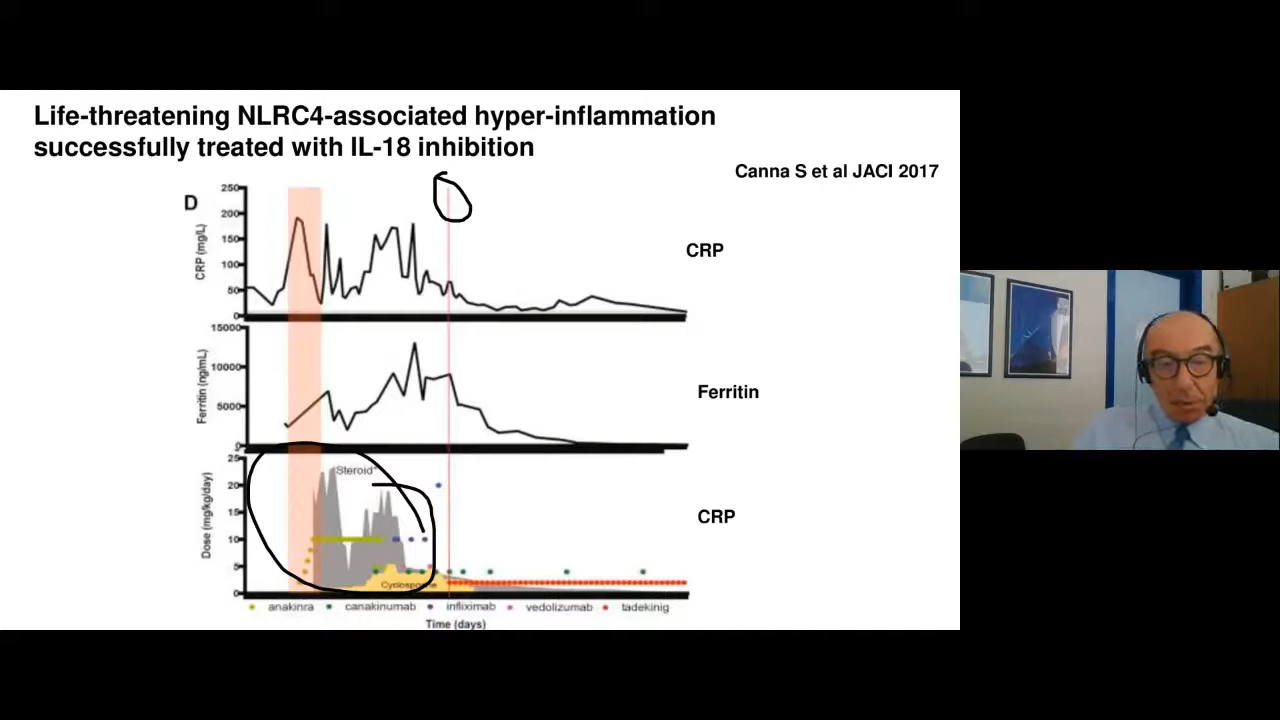 Life-threatening NLRC4-associated hyper-inflammation
successfully treated with IL-18 inhibition
Canna S et al JACI 2017
D
CRP (mg/L)
250
200
150
100
50
0
CRP
Ferritin (ng/mL)
15000
10000
5000
0
Ferritin
Dose (mg/kg/day)
25
20
15
10
5
0
Steroid*
Cyclosporine
CRP
anakinra canakinumab infliximab vedolizumab tadekinig
Time (days)